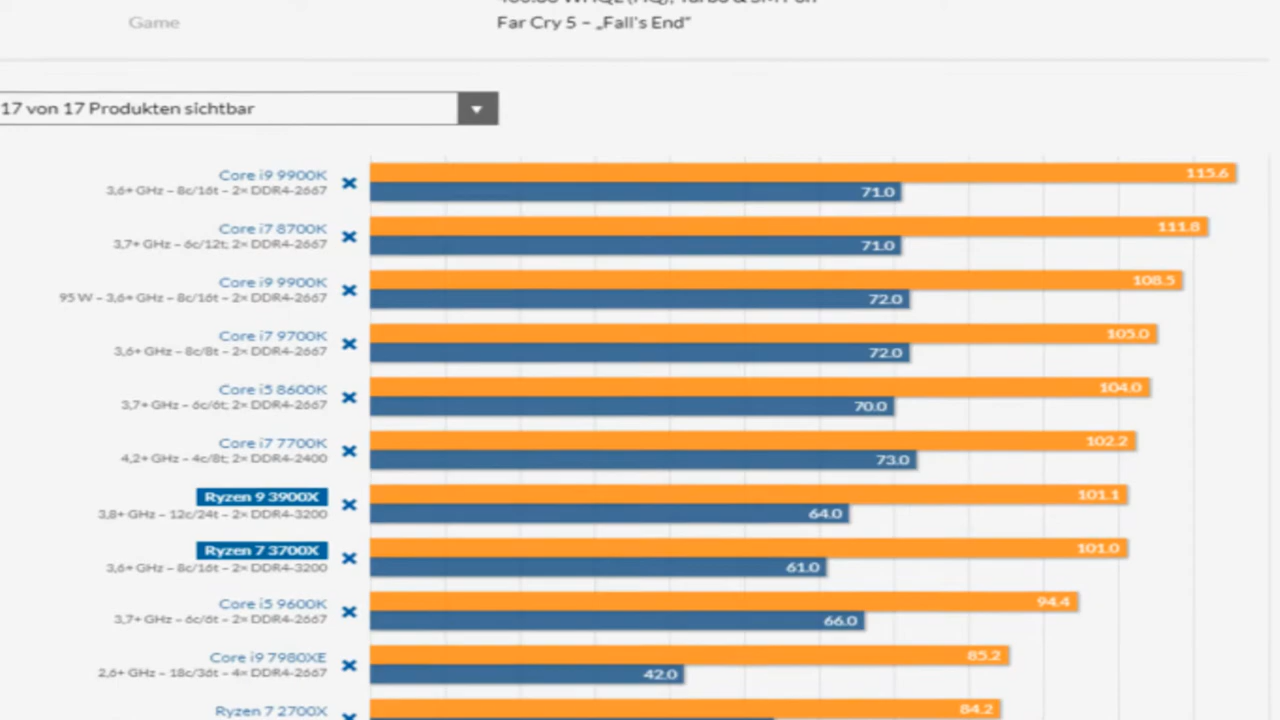 Game
Far Cry 5 – „Fall's End"
17 von 17 Produkten sichtbar
Core i9 9900K
3,6+ GHz – 8c/16t – 2× DDR4-2667
115.6
71.0
Core i7 8700K
3,7+ GHz – 6c/12t; 2× DDR4-2667
111.8
71.0
Core i9 9900K
95 W – 3,6+ GHz – 8c/16t – 2× DDR4-2667
108.5
72.0
Core i7 9700K
3,6+ GHz – 8c/8t – 2× DDR4-2667
105.0
72.0
Core i5 8600K
3,7+ GHz – 6c/6t; 2× DDR4-2667
104.0
70.0
Core i7 7700K
4,2+ GHz – 4c/8t; 2× DDR4-2400
102.2
73.0
Ryzen 9 3900X
3,8+ GHz – 12c/24t – 2× DDR4-3200
101.1
64.0
Ryzen 7 3700X
3,6+ GHz – 8c/16t – 2× DDR4-3200
101.0
61.0
Core i5 9600K
3,7+ GHz – 6c/6t – 2× DDR4-2667
94.4
66.0
Core i9 7980XE
2,6+ GHz – 18c/36t – 4× DDR4-2667
85.2
42.0
Ryzen 7 2700X
84.2